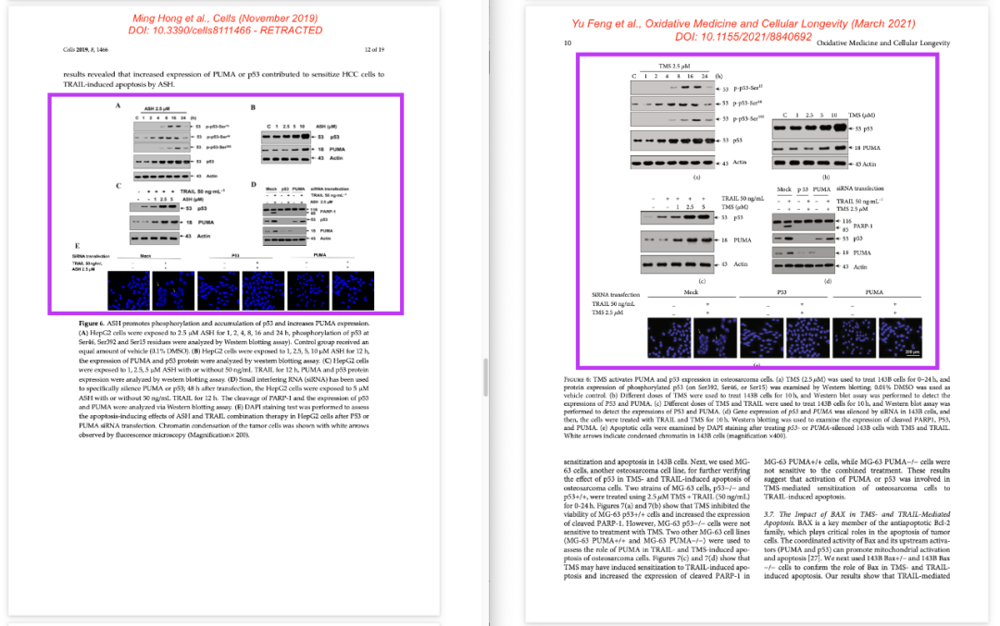 Ming Hong et al., Cells (November 2019)
DOI: 10.3390/cells8111466 - RETRACTED
Cells 2019, 8, 1466
12 of 19
results revealed that increased expression of PUMA or p53 contributed to sensitize HCC cells to
TRAIL-induced apoptosis by ASH.
A
ASH 2.5 μM
C 1 2 4 8 16 24 (h)
53 p-p53-Ser¹⁵
53 p-p53-Ser⁴⁶
53 p-p53-Ser³⁹²
53 p53
43 Actin
B
C 1 2.5 5 10 ASH (μM)
53 p53
18 PUMA
43 Actin
C
- + + + + TRAIL 50 ng·mL⁻¹
- - 1 2.5 5 ASH (μM)
53 p53
18 PUMA
43 Actin
D
Mock p53 PUMA siRNA transfection
- + - + - + TRAIL 50 ng·mL⁻¹
- + - + - + ASH 2.5 μM
116
85 PARP-1
53 p53
18 PUMA
43 Actin
E
SiRNA transfection Mock P53 PUMA
TRAIL 50ng/mL - + - + - +
ASH 2.5 μM - + - + - +
Figure 6. ASH promotes phosphorylation and accumulation of p53 and increases PUMA expression.
(A) HepG2 cells were exposed to 2.5 μM ASH for 1, 2, 4, 8, 16 and 24 h, phosphorylation of p53 at
Ser46, Ser392 and Ser15 residues were analyzed by Western blotting assay). Control group received an
equal amount of vehicle (0.1% DMSO). (B) HepG2 cells were exposed to 1, 2.5, 5, 10 μM ASH for 12 h,
the expression of PUMA and p53 protein were analyzed by western blotting assay. (C) HepG2 cells
were exposed to 1, 2.5, 5 μM ASH with or without 50 ng/mL TRAIL for 12 h, PUMA and p53 protein
expression were analyzed by western blotting assay. (D) Small interfering RNA (siRNA) has been used
to specifically silence PUMA or p53; 48 h after transfection, the HepG2 cells were exposed to 5 μM
ASH with or without 50 ng/mL TRAIL for 12 h. The cleavage of PARP-1 and the expression of p53
and PUMA were analyzed via Western blotting assay. (E) DAPI staining test was performed to assess
the apoptosis-inducing effects of ASH and TRAIL combination therapy in HepG2 cells after P53 or
PUMA siRNA transfection. Chromatin condensation of the tumor cells was shown with white arrows
observed by fluorescence microscopy (Magnification× 200).
Yu Feng et al., Oxidative Medicine and Cellular Longevity (March 2021)
DOI: 10.1155/2021/8840692
10
Oxidative Medicine and Cellular Longevity
TMS 2.5 μM
C 1 2 4 8 16 24 (h)
53 p-p53-Ser¹⁵
53 p-p53-Ser⁴⁶
53 p-p53-Ser³⁹²
53 p53
43 Actin
(a)
C 1 2.5 5 10 TMS (μM)
53 p53
18 PUMA
43 Actin
(b)
- + + + + TRAIL 50 ng/mL
- - 1 2.5 5 TMS (μM)
53 p53
18 PUMA
43 Actin
(c)
Mock p 53 PUMA siRNA transfection
- + - + - + TRAIL 50 ng·mL⁻¹
- + - + - + TMS 2.5 μM
116
85 PARP-1
53 p53
18 PUMA
43 Actin
(d)
SiRNA transfection Mock P53 PUMA
TRAIL 50 ng/mL - + - + - +
TMS 2.5 μM - + - + - +
200 μm
(e)
FIGURE 6: TMS activates PUMA and p53 expression in osteosarcoma cells. (a) TMS (2.5 μM) was used to treat 143B cells for 0–24 h, and
protein expression of phosphorylated p53 (on Ser392, Ser46, or Ser15) was examined by Western blotting; 0.01% DMSO was used as
vehicle control. (b) Different doses of TMS were used to treat 143B cells for 10 h, and Western blot assay was performed to detect the
expressions of P53 and PUMA. (c) Different doses of TMS and TRAIL were used to treat 143B cells for 10 h, and Western blot assay was
performed to detect the expressions of P53 and PUMA. (d) Gene expression of p53 and PUMA was silenced by siRNA in 143B cells, and
then, the cells were treated with TRAIL and TMS for 10 h. Western blotting was used to examine the expression of cleaved PARP1, P53,
and PUMA. (e) Apoptotic cells were examined by DAPI staining after treating p53- or PUMA-silenced 143B cells with TMS and TRAIL.
White arrows indicate condensed chromatin in 143B cells (magnification ×400).
sensitization and apoptosis in 143B cells. Next, we used MG-
63 cells, another osteosarcoma cell line, for further verifying
the effect of p53 in TMS- and TRAIL-induced apoptosis of
osteosarcoma cells. Two strains of MG-63 cells, p53−/− and
p53+/+, were treated using 2.5 μM TMS + TRAIL (50 ng/mL)
for 0-24 h. Figures 7(a) and 7(b) show that TMS inhibited the
viability of MG-63 p53+/+ cells and increased the expression
of cleaved PARP-1. However, MG-63 p53−/− cells were not
sensitive to treatment with TMS. Two other MG-63 cell lines
(MG-63 PUMA+/+ and MG-63 PUMA−/−) were used to
assess the role of PUMA in TRAIL- and TMS-induced apo-
ptosis of osteosarcoma cells. Figures 7(c) and 7(d) show that
TMS may have induced sensitization to TRAIL-induced apo-
ptosis and increased the expression of cleaved PARP-1 in
MG-63 PUMA+/+ cells, while MG-63 PUMA−/− cells were
not sensitive to the combined treatment. These results
suggest that activation of PUMA or p53 was involved in
TMS-mediated sensitization of osteosarcoma cells to
TRAIL-induced apoptosis.
3.7. The Impact of BAX in TMS- and TRAIL-Mediated
Apoptosis. BAX is a key member of the antiapoptotic Bcl-2
family, which plays critical roles in the apoptosis of tumor
cells. The coordinated activity of Bax and its upstream activa-
tors (PUMA and p53) can promote mitochondrial activation
and apoptosis [27]. We next used 143B Bax+/− and 143B Bax
−/− cells to confirm the role of Bax in TMS- and TRAIL-
induced apoptosis. Our results show that TRAIL-mediated